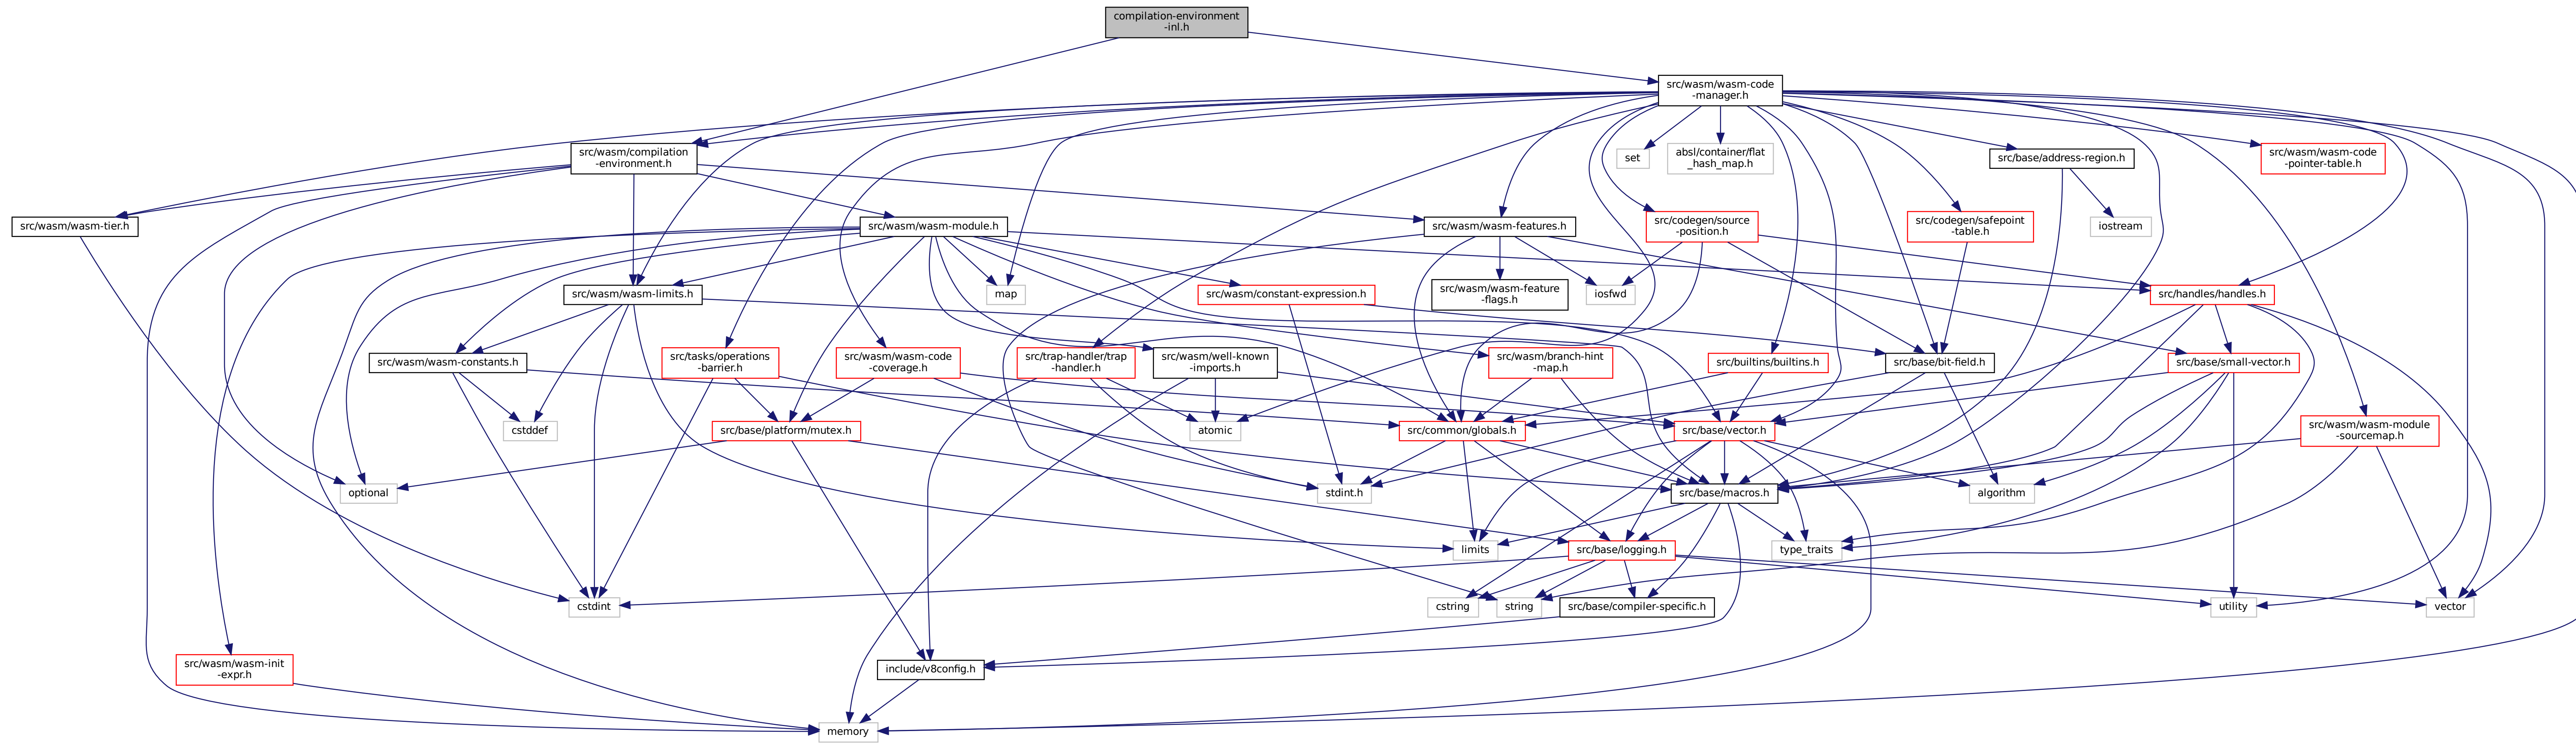 compilation-environment
-inl.h
src/wasm/wasm-code
-manager.h
src/wasm/compilation
-environment.h
set
absl/container/flat
_hash_map.h
src/base/address-region.h
src/wasm/wasm-code
-pointer-table.h
src/wasm/wasm-tier.h
src/wasm/wasm-module.h
src/wasm/wasm-features.h
src/codegen/source
-position.h
src/codegen/safepoint
-table.h
iostream
src/wasm/wasm-limits.h
map
src/wasm/constant-expression.h
src/wasm/wasm-feature
-flags.h
iosfwd
src/handles/handles.h
src/wasm/wasm-constants.h
src/tasks/operations
-barrier.h
src/wasm/wasm-code
-coverage.h
src/trap-handler/trap
-handler.h
src/wasm/well-known
-imports.h
src/wasm/branch-hint
-map.h
src/builtins/builtins.h
src/base/bit-field.h
src/base/small-vector.h
cstddef
src/base/platform/mutex.h
atomic
src/common/globals.h
src/base/vector.h
src/wasm/wasm-module
-sourcemap.h
optional
stdint.h
src/base/macros.h
algorithm
limits
src/base/logging.h
type_traits
cstdint
cstring
string
src/base/compiler-specific.h
utility
vector
src/wasm/wasm-init
-expr.h
include/v8config.h
memory